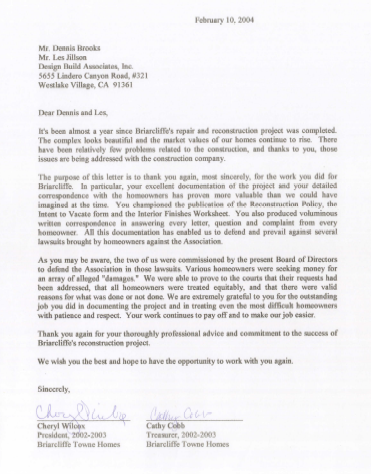 February 10, 2004
Mr. Dennis Brooks
Mr. Les Jillson
Design Build Associates, Inc.
5655 Lindero Canyon Road, #321
Westlake Village, CA 91361
Dear Dennis and Les,
It's been almost a year since Briarcliffe's repair and reconstruction project was completed.
The complex looks beautiful and the market values of our homes continue to rise. There
have been relatively few problems related to the construction, and thanks to you, those
issues are being addressed with the construction company.
The purpose of this letter is to thank you again, most sincerely, for the work you did for
Briarcliffe. In particular, your excellent documentation of the project and your detailed
correspondence with the homeowners has proven more valuable than we could have
imagined at the time. You championed the publication of the Reconstruction Policy, the
Intent to Vacate form and the Interior Finishes Worksheet. You also produced voluminous
written correspondence in answering every letter, question and complaint from every
homeowner. All this documentation has enabled us to defend and prevail against several
lawsuits brought by homeowners against the Association.
As you may be aware, the two of us were commissioned by the present Board of Directors
to defend the Association in those lawsuits. Various homeowners were seeking money for
an array of alleged "damages." We were able to prove to the courts that their requests had
been addressed, that all homeowners were treated equitably, and that there were valid
reasons for what was done or not done. We are extremely grateful to you for the outstanding
job you did in documenting the project and in treating even the most difficult homeowners
with patience and respect. Your work continues to pay off and to make our job easier.
Thank you again for your thoroughly professional advice and commitment to the success of
Briarcliffe's reconstruction project.
We wish you the best and hope to have the opportunity to work with you again.
Sincerely,
Cheryl Wilcox Cathy Cobb
President, 2002-2003 Treasurer, 2002-2003
Briarcliffe Towne Homes Briarcliffe Towne Homes